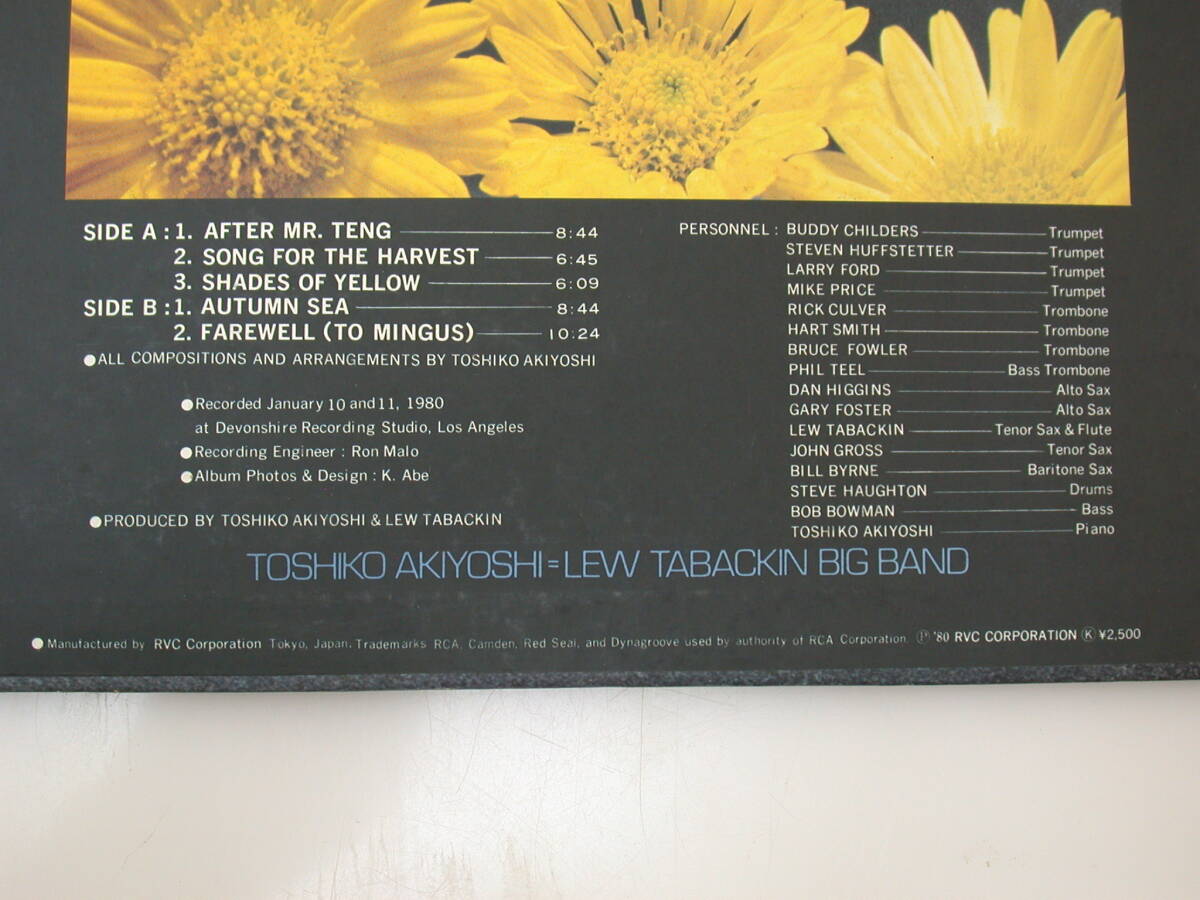 SIDE A : 1. AFTER MR. TENG 8:44
2. SONG FOR THE HARVEST 6:45
3. SHADES OF YELLOW 6:09
SIDE B : 1. AUTUMN SEA 8:44
2. FAREWELL (TO MINGUS) 10:24
●ALL COMPOSITIONS AND ARRANGEMENTS BY TOSHIKO AKIYOSHI
●Recorded January 10 and 11, 1980
at Devonshire Recording Studio, Los Angeles
●Recording Engineer : Ron Malo
●Album Photos & Design : K. Abe
●PRODUCED BY TOSHIKO AKIYOSHI & LEW TABACKIN
PERSONNEL : BUDDY CHILDERS Trumpet
STEVEN HUFFSTETTER Trumpet
LARRY FORD Trumpet
MIKE PRICE Trumpet
RICK CULVER Trombone
HART SMITH Trombone
BRUCE FOWLER Trombone
PHIL TEEL Bass Trombone
DAN HIGGINS Alto Sax
GARY FOSTER Alto Sax
LEW TABACKIN Tenor Sax & Flute
JOHN GROSS Tenor Sax
BILL BYRNE Baritone Sax
STEVE HAUGHTON Drums
BOB BOWMAN Bass
TOSHIKO AKIYOSHI Piano
TOSHIKO AKIYOSHI=LEW TABACKIN BIG BAND
●Manufactured by RVC Corporation Tokyo, Japan. Trademarks RCA, Camden, Red Seal, and Dynagroove used by authority of RCA Corporation. ℗ '80 RVC CORPORATION Ⓚ ¥2,500